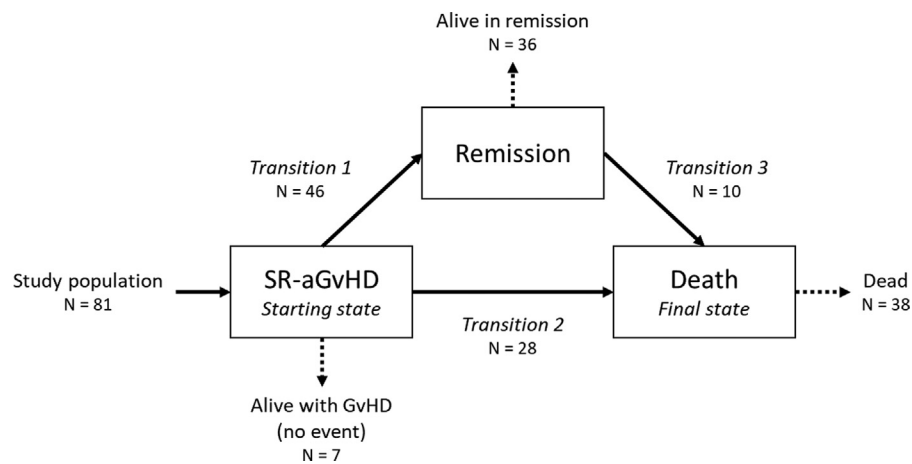 Alive in remission
N = 36
Remission
Transition 1
N = 46
Transition 3
N = 10
Study population
N = 81
SR-aGvHD
Starting state
Transition 2
N = 28
Death
Final state
Dead
N = 38
Alive with GvHD
(no event)
N = 7